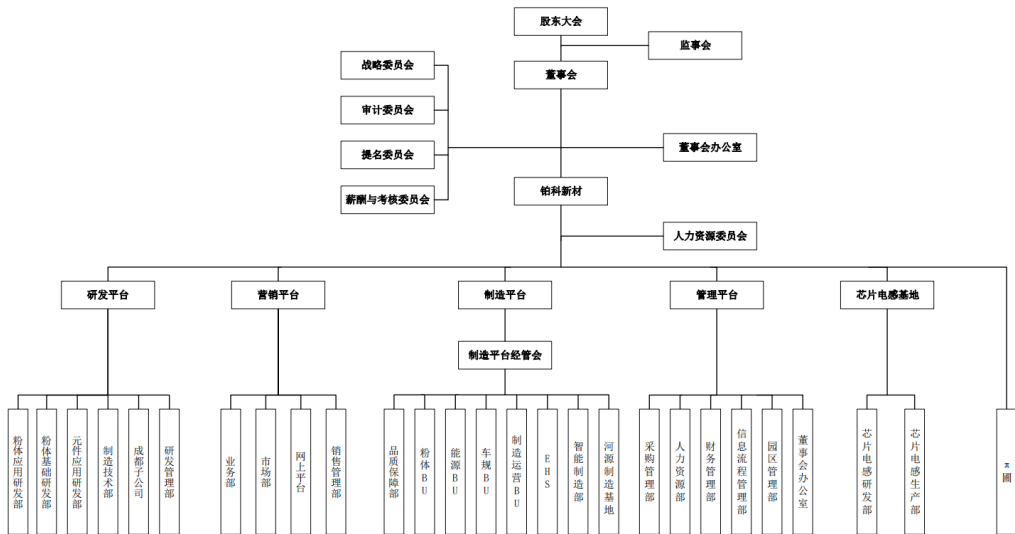 股东大会
监事会
董事会
战略委员会
审计委员会
提名委员会
薪酬与考核委员会
董事会办公室
铂科新材
人力资源委员会
研发平台
营销平台
制造平台
管理平台
芯片电感基地
制造平台经管会
粉体应用研发部
粉体基础研发部
元件应用研发部
制造技术部
成都子公司
研发管理部
业务部
市场部
网上平台
销售管理部
品质保障部
粉体BU
能源BU
车规BU
制造运营BU
EHS
智能制造部
河源制造基地
采购管理部
人力资源部
财务管理部
信息流程管理部
园区管理部
董事会办公室
芯片电感研发部
芯片电感生产部
π圃